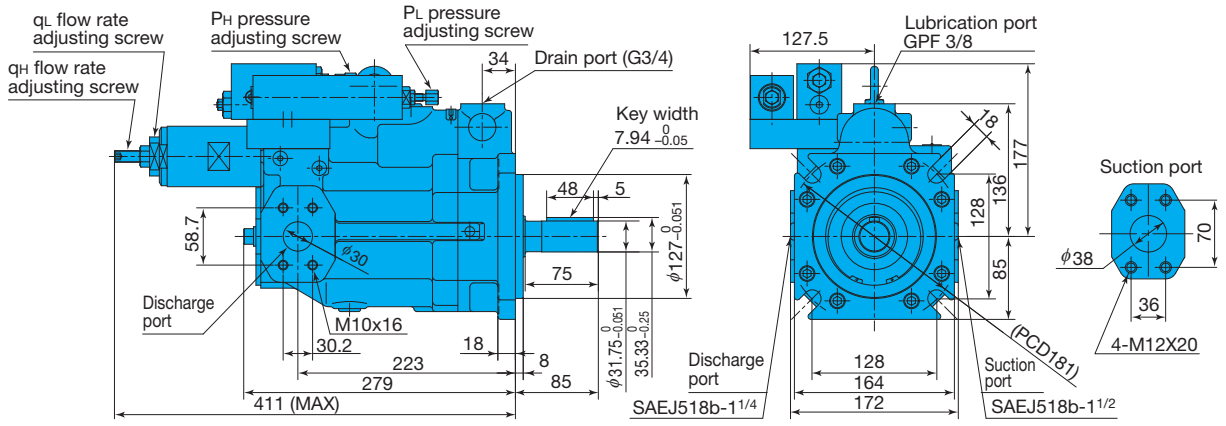 qL flow rate
adjusting screw
qH flow rate
adjusting screw
PH pressure
adjusting screw
PL pressure
adjusting screw
34
Drain port (G3/4)
Key width
7.94 0 -0.05
48
5
58.7
ϕ30
Discharge
port
M10x16
30.2
18
8
223
279
85
411 (MAX)
75
ϕ127 0 -0.051
ϕ31.75 0 -0.051
35.33 0 -0.25
127.5
Lubrication port
GPF 3/8
18
177
136
128
85
(PCD181)
Discharge
port
SAEJ518b-1 1/4
128
164
172
Suction
port
SAEJ518b-1 1/2
Suction port
ϕ38
70
36
4-M12X20